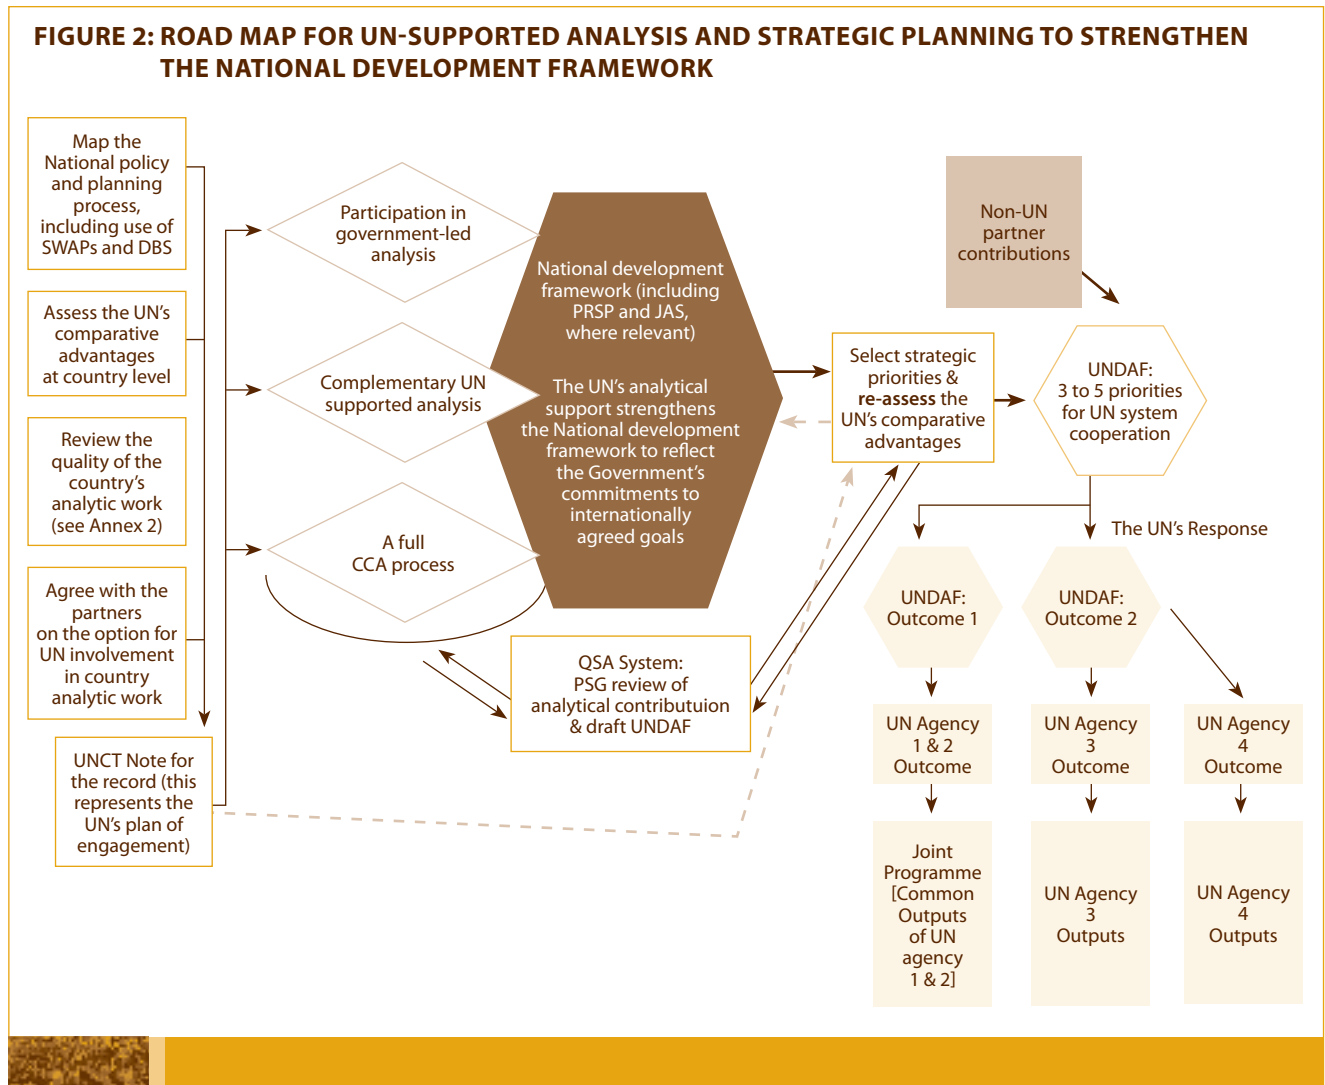 FIGURE 2: ROAD MAP FOR UN-SUPPORTED ANALYSIS AND STRATEGIC PLANNING TO STRENGTHEN
THE NATIONAL DEVELOPMENT FRAMEWORK
Map the
National policy
and planning
process,
including use of
SWAPs and DBS
Assess the UN's
comparative
advantages
at country level
Review the
quality of the
country's
analytic work
(see Annex 2)
Agree with the
partners
on the option for
UN involvement
in country
analytic work
UNCT Note for
the record (this
represents the
UN's plan of
engagement)
Participation in
government-led
analysis
Complementary UN
supported analysis
A full
CCA process
National development
framework (including
PRSP and JAS,
where relevant)
The UN's analytical
support strengthens
the National development
framework to reflect
the Government's
commitments to
internationally
agreed goals
QSA System:
PSG review of
analytical contributuion
& draft UNDAF
Select strategic
priorities &
re-assess the
UN's comparative
advantages
Non-UN
partner
contributions
UNDAF:
3 to 5 priorities
for UN system
cooperation
The UN's Response
UNDAF:
Outcome 1
UNDAF:
Outcome 2
UN Agency
1 & 2
Outcome
UN Agency
3
Outcome
UN Agency
4
Outcome
Joint
Programme
[Common
Outputs
of UN
agency
1 & 2]
UN Agency
3
Outputs
UN Agency
4
Outputs